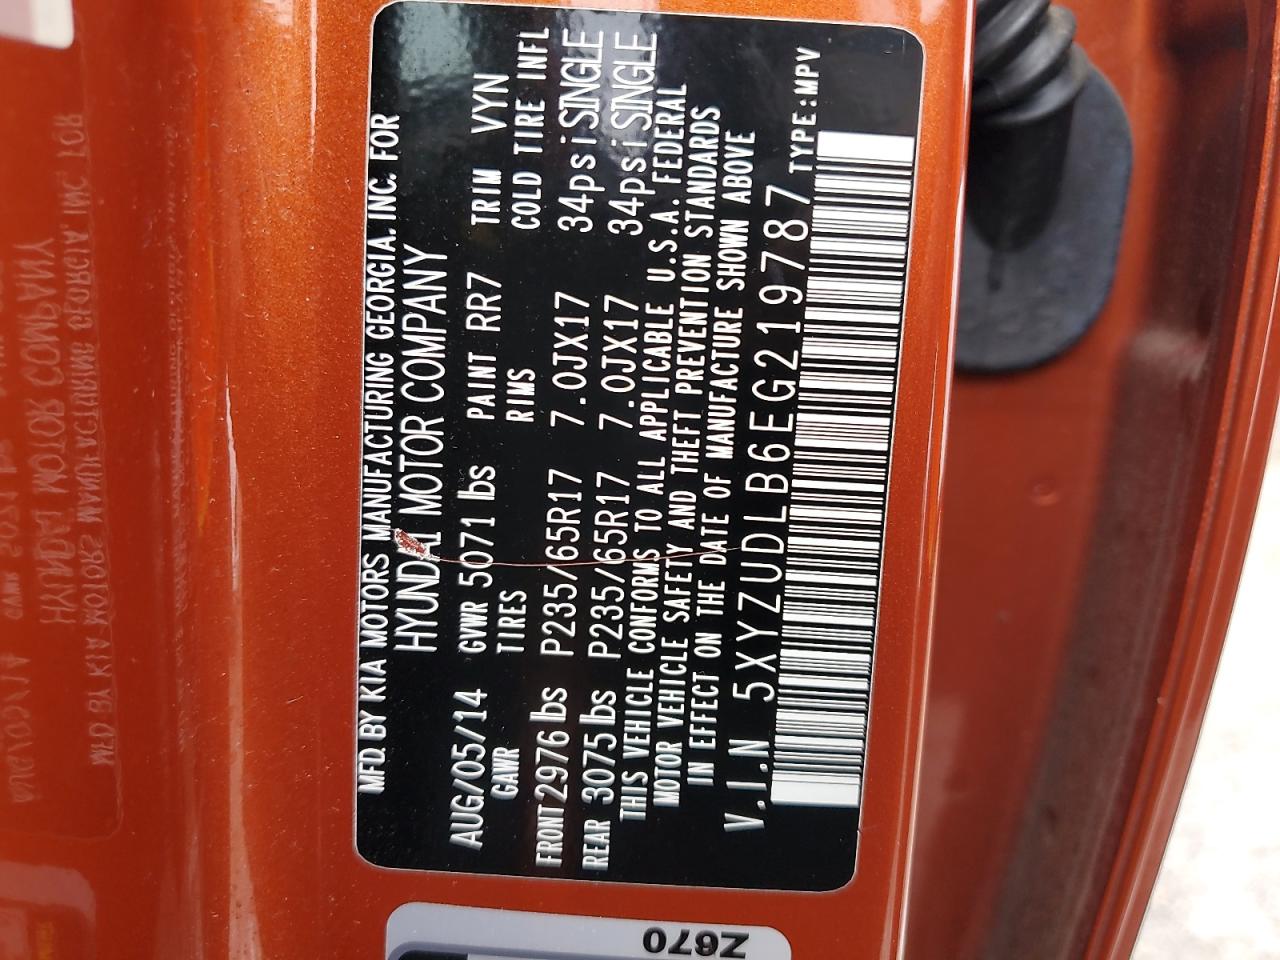 MFD. BY KIA MOTORS MANUFACTURING GEORGIA. INC. FOR
HYUNDAI MOTOR COMPANY
AUG/05/14 GVWR 5071 lbs PAINT RR7 TRIM VYN
GAWR TIRES RIMS COLD TIRE INFL
FRONT 2976 lbs P235/65R17 7.0JX17 34psi SINGLE
REAR 3075 lbs P235/65R17 7.0JX17 34psi SINGLE
THIS VEHICLE CONFORMS TO ALL APPLICABLE U.S.A. FEDERAL
MOTOR VEHICLE SAFETY AND THEFT PREVENTION STANDARDS
IN EFFECT ON THE DATE OF MANUFACTURE SHOWN ABOVE
V.I.N 5XYZUDLB6EG219787 TYPE:MPV
Z670